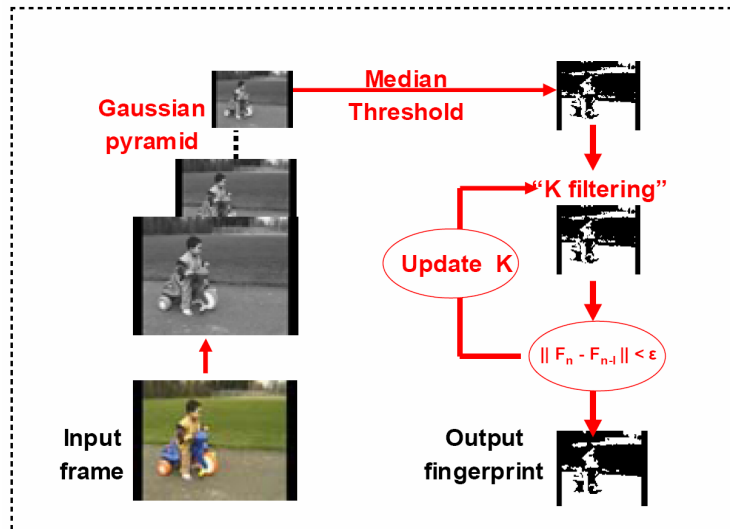 Gaussian
pyramid
Median
Threshold
“K filtering”
Update K
|| Fn - Fn-l || < ε
Input
frame
Output
fingerprint